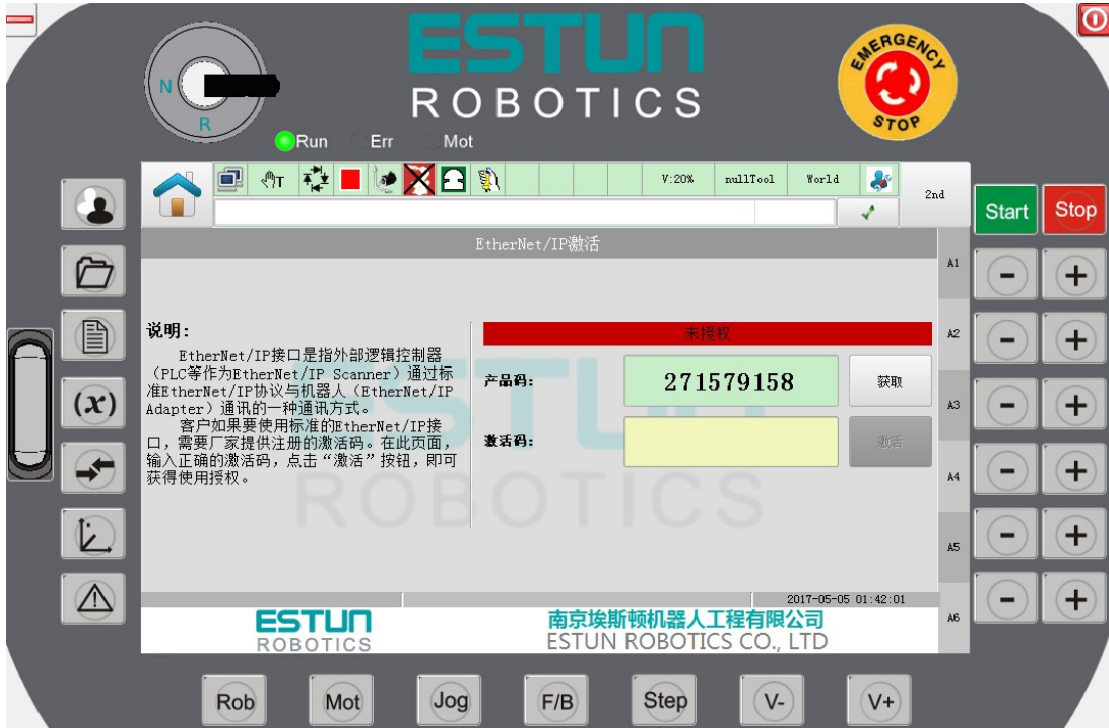 ESTUN
ROBOTICS
N
R
Run Err Mot
EMERGENCY
STOP
T
V:20% nullTool World
2nd
Start Stop
EtherNet/IP激活
A1
- +
说明:
EtherNet/IP接口是指外部逻辑控制器
(PLC等作为EtherNet/IP Scanner)通过标
准EtherNet/IP协议与机器人(EtherNet/IP
Adapter)通讯的一种通讯方式。
客户如果要使用标准的EtherNet/IP接
口,需要厂家提供注册的激活码。在此页面,
输入正确的激活码,点击“激活”按钮,即可
获得使用授权。
未授权
产品码: 271579158 获取
激活码: 激活
A2
- +
A3
- +
(x)
A4
- +
A5
- +
A6
- +
ESTUN
ROBOTICS
2017-05-05 01:42:01
ESTUN
ROBOTICS
南京埃斯顿机器人工程有限公司
ESTUN ROBOTICS CO., LTD
Rob Mot Jog F/B Step V- V+